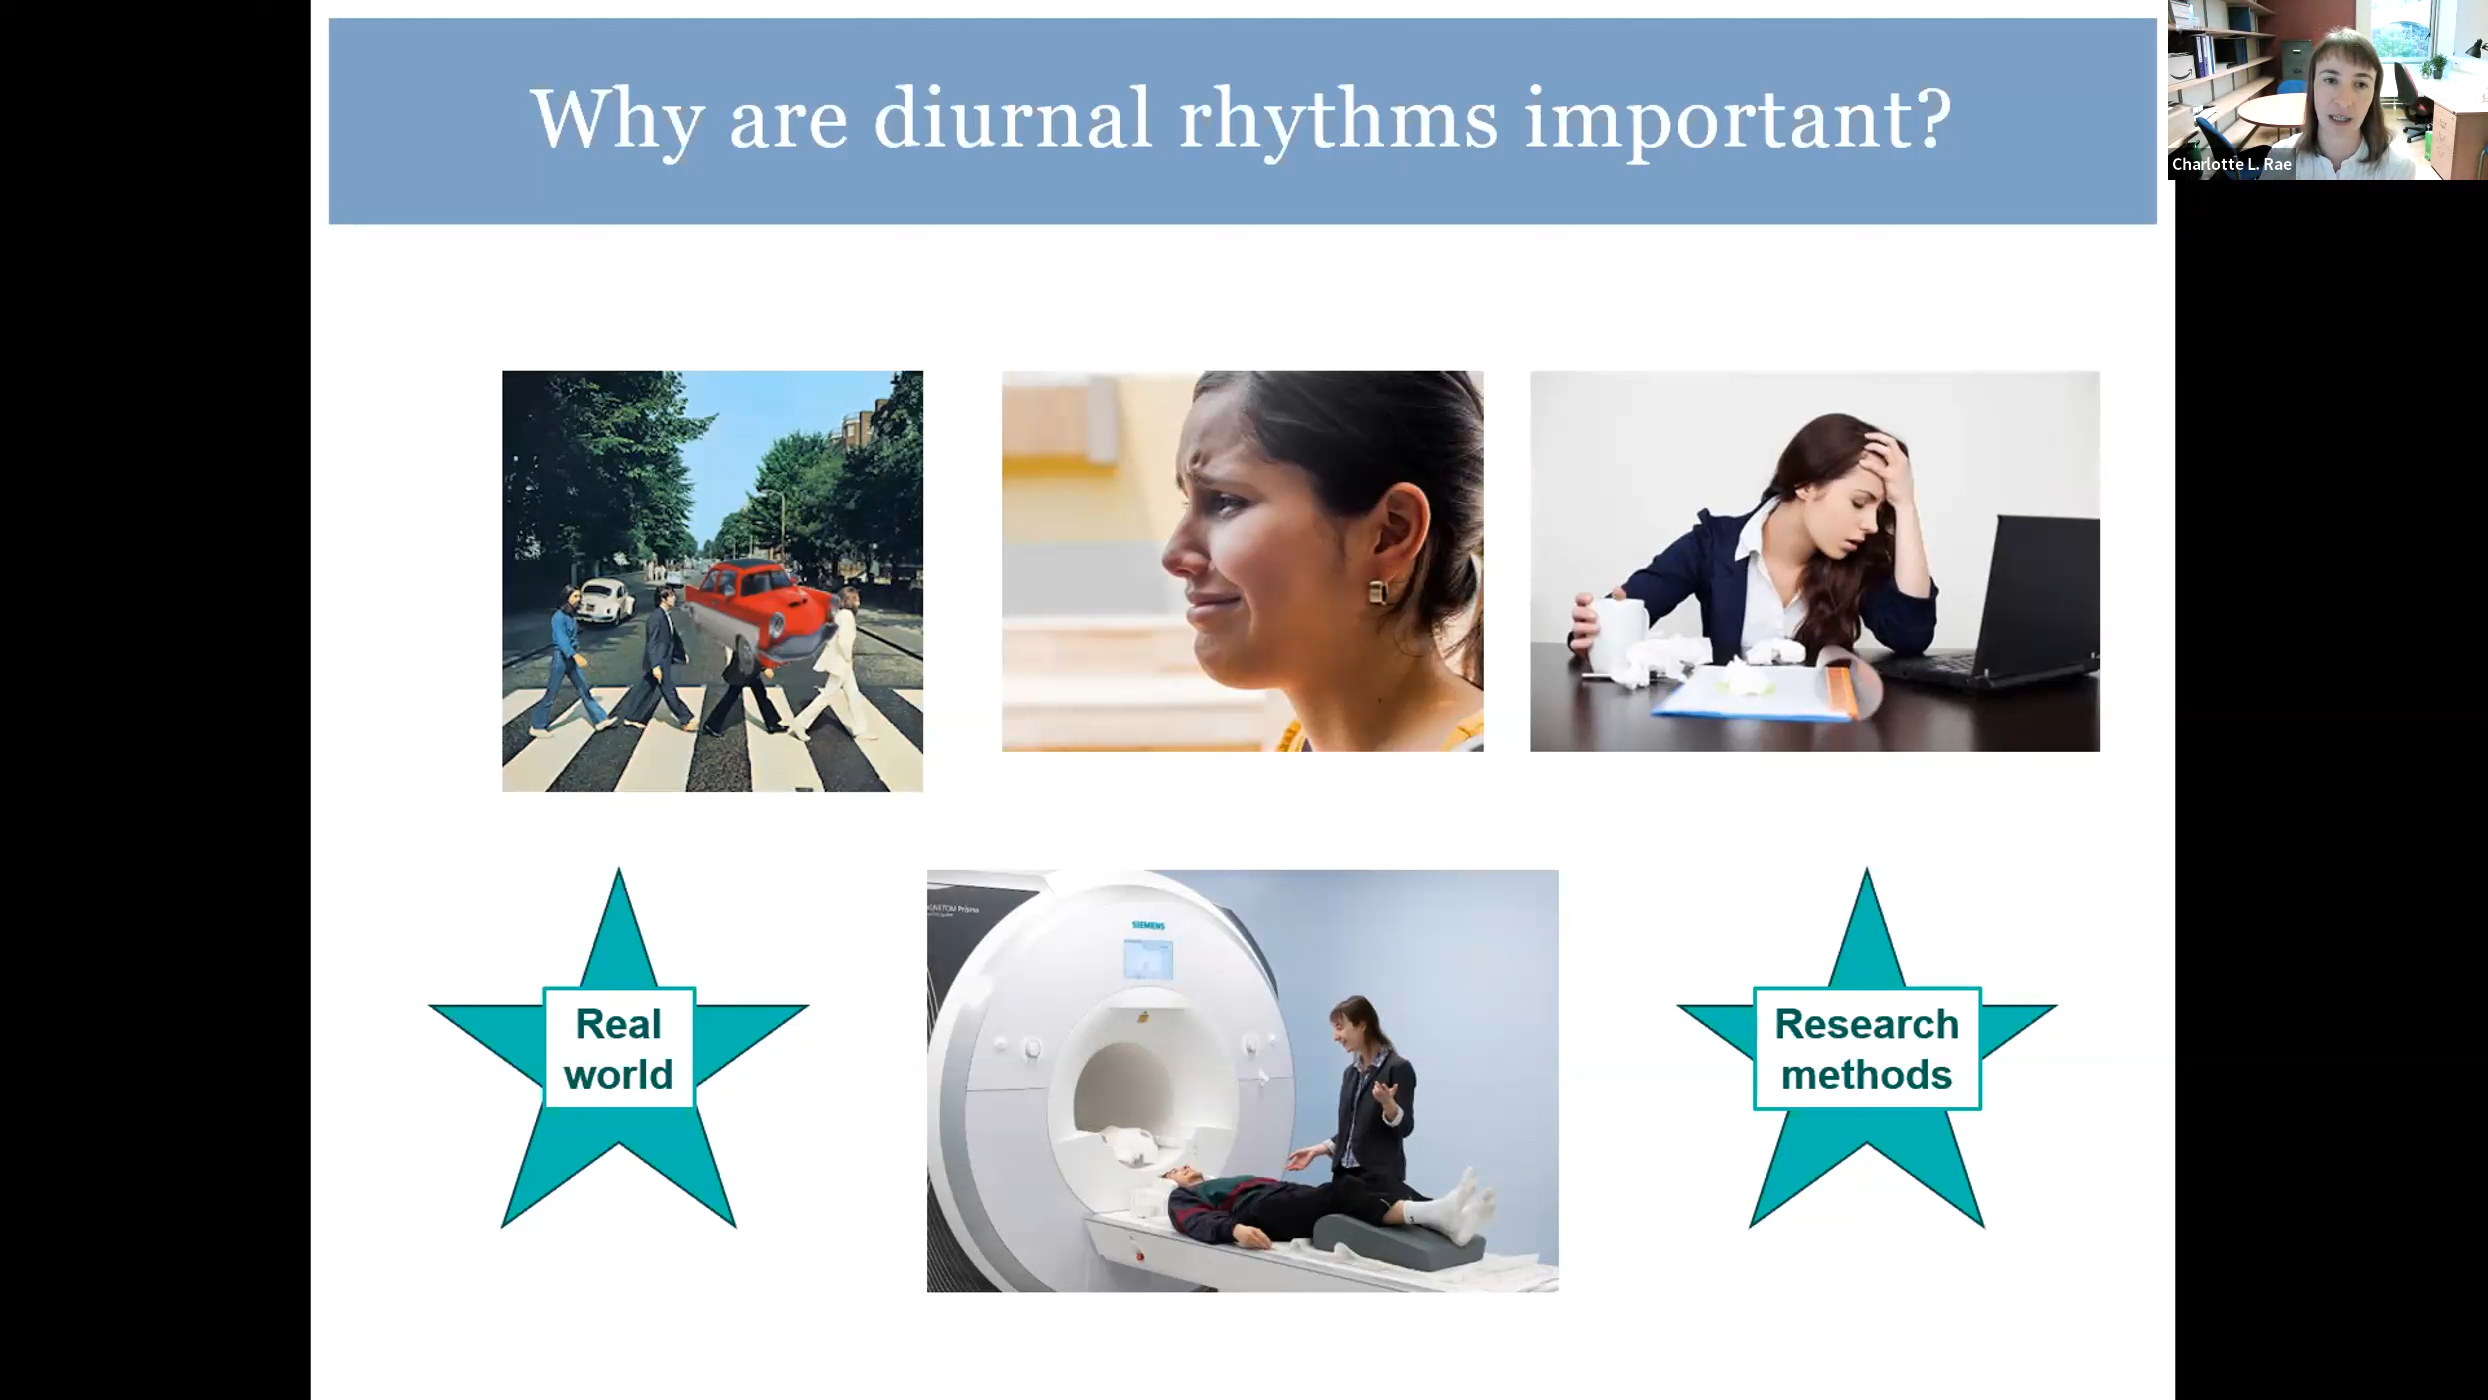 Why are diurnal rhythms important?
Charlotte L. Rae
SIEMENS
Real
world
Research
methods